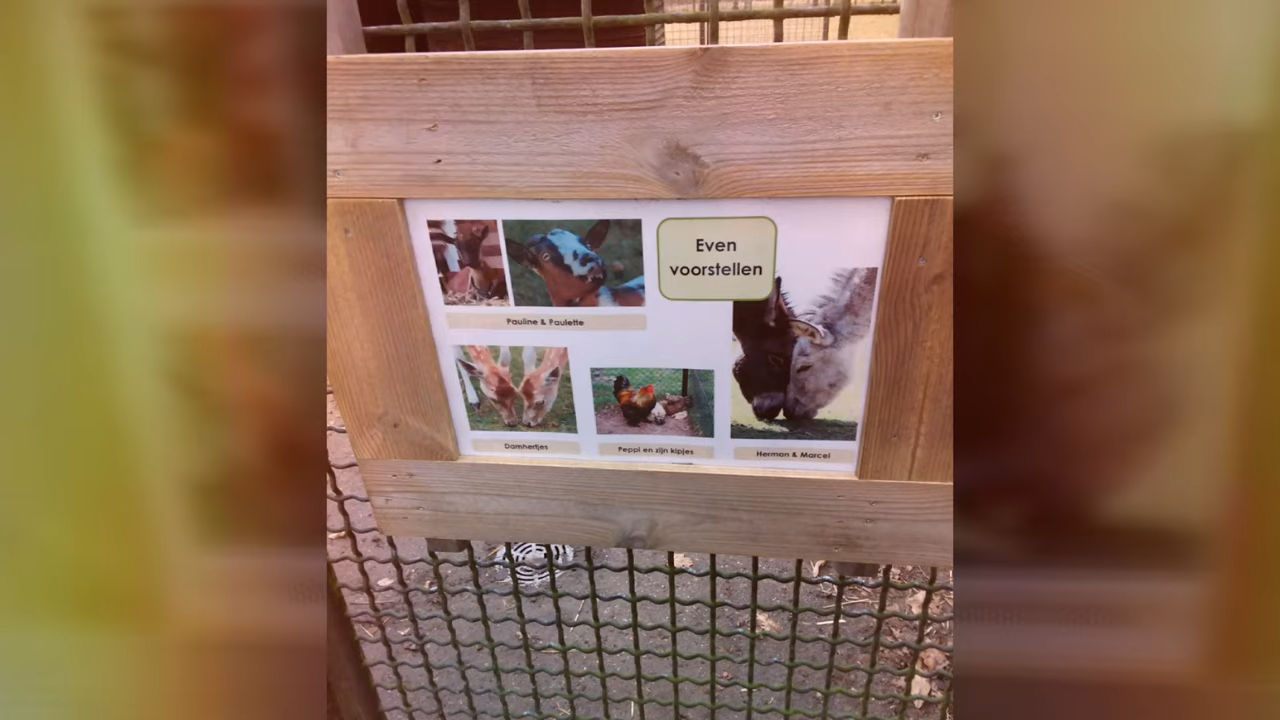 Even
voorstellen
Pauline & Paulette
Damhertjes
Peppi en zijn kipjes
Herman & Marcel